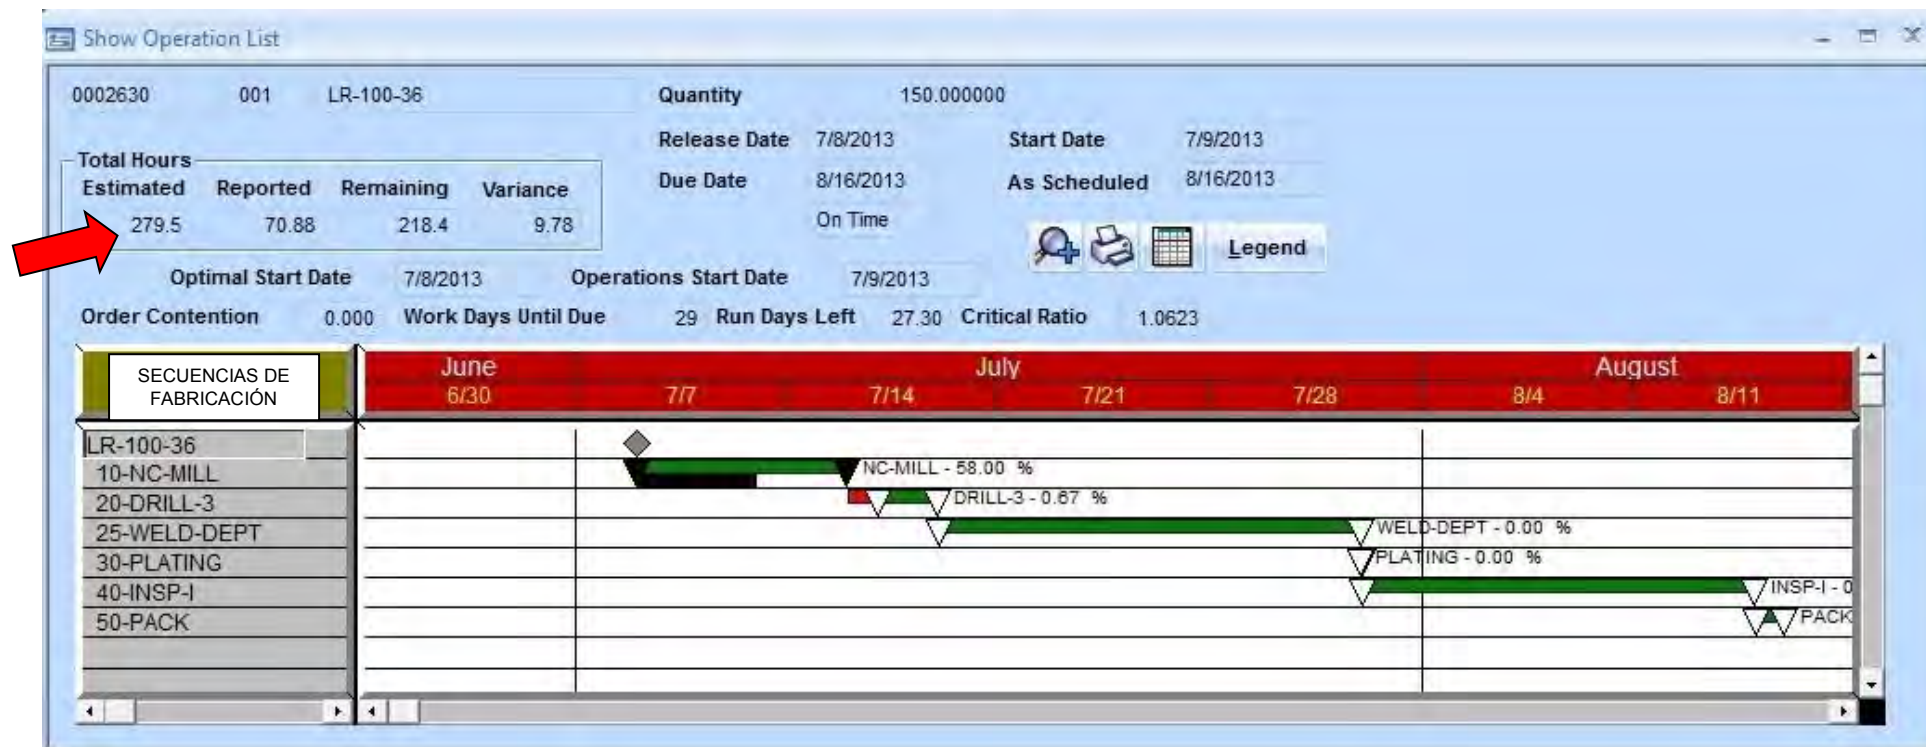 Show Operation List
0002630 001 LR-100-36 Quantity 150.000000
Release Date 7/8/2013 Start Date 7/9/2013
Total Hours
Estimated Reported Remaining Variance Due Date 8/16/2013 As Scheduled 8/16/2013
279.5 70.88 218.4 9.78 On Time
Legend
Optimal Start Date 7/8/2013 Operations Start Date 7/9/2013
Order Contention 0.000 Work Days Until Due 29 Run Days Left 27.30 Critical Ratio 1.0623
SECUENCIAS DE
FABRICACIÓN
June July August
6/30 7/7 7/14 7/21 7/28 8/4 8/11
LR-100-36
10-NC-MILL NC-MILL - 58.00 %
20-DRILL-3 DRILL-3 - 0.67 %
25-WELD-DEPT WELD-DEPT - 0.00 %
30-PLATING PLATING - 0.00 %
40-INSP-I INSP-I - 0
50-PACK PACK